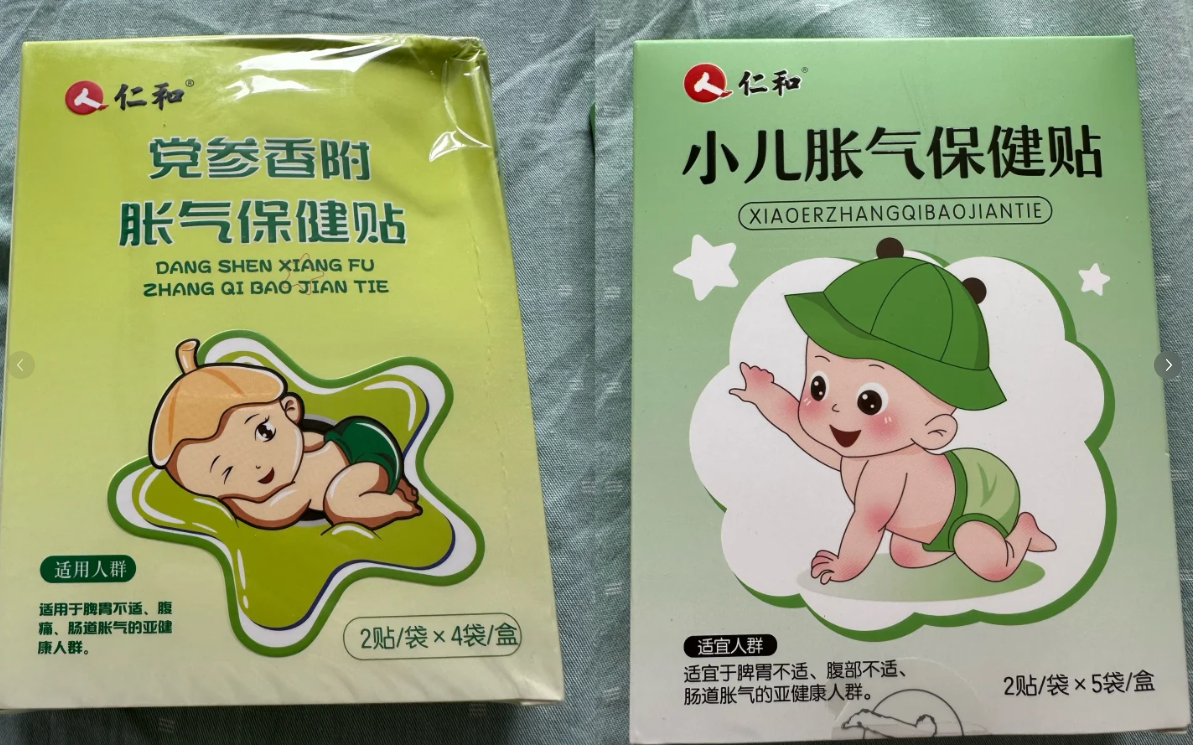 仁和®
党参香附
胀气保健贴
DANG SHEN XIANG FU
ZHANG QI BAO JIAN TIE
适用人群
适用于脾胃不适、腹
痛、肠道胀气的亚健
康人群。
2贴/袋×4袋/盒
仁和®
小儿胀气保健贴
XIAOERZHANGQIBAOJIANTIE
适宜人群
适宜于脾胃不适、腹部不适、
肠道胀气的亚健康人群。
2贴/袋×5袋/盒